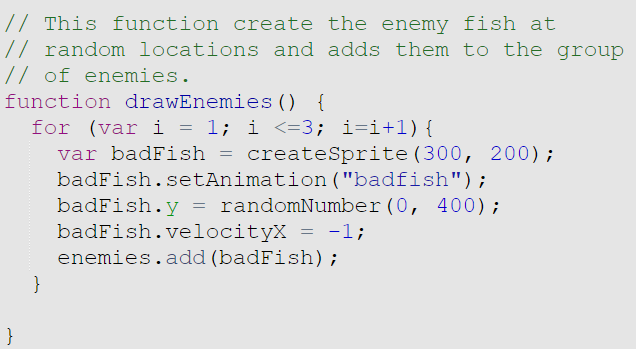 // This function create the enemy fish at
// random locations and adds them to the group
// of enemies.
function drawEnemies() {
  for (var i = 1; i <=3; i=i+1){
    var badFish = createSprite(300, 200);
    badFish.setAnimation("badfish");
    badFish.y = randomNumber(0, 400);
    badFish.velocityX = -1;
    enemies.add(badFish);
  }
}